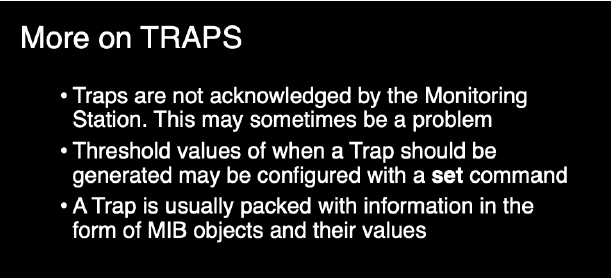 More on TRAPS
• Traps are not acknowledged by the Monitoring
Station. This may sometimes be a problem
• Threshold values of when a Trap should be
generated may be configured with a set command
• A Trap is usually packed with information in the
form of MIB objects and their values